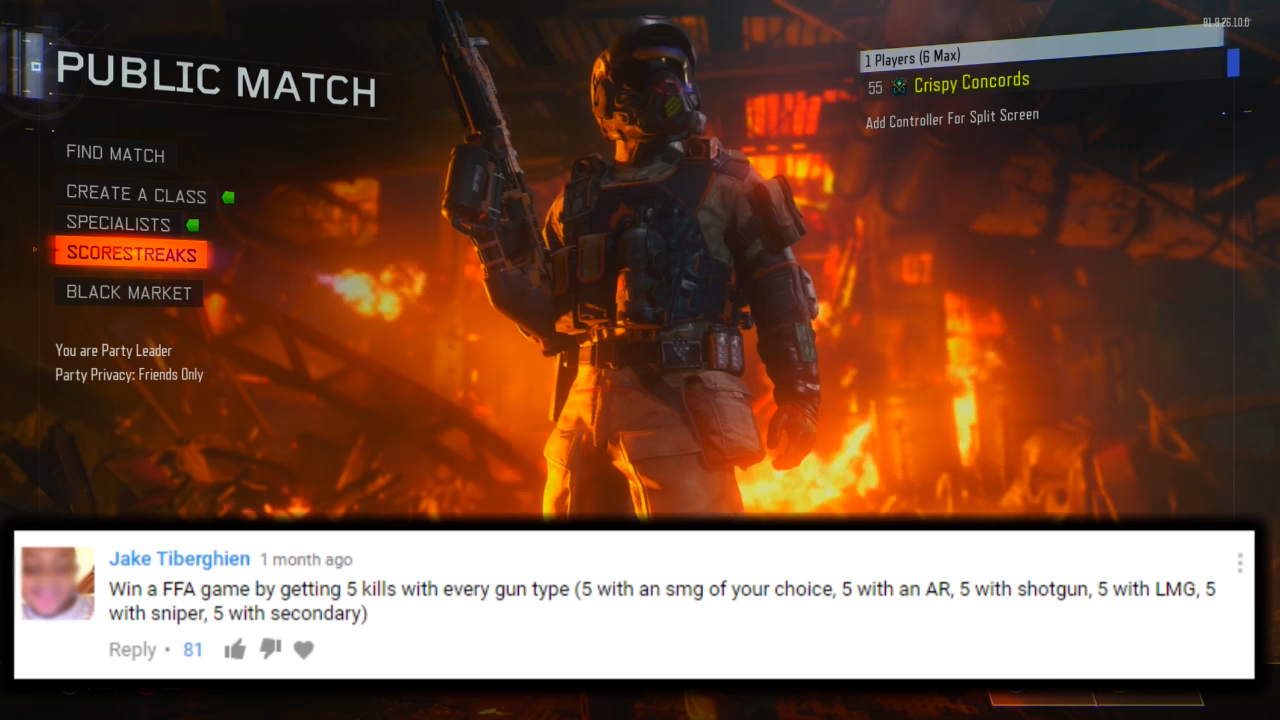 81 9.26.10.0
PUBLIC MATCH
1 Players (6 Max)
55 Crispy Concords
Add Controller For Split Screen
FIND MATCH
CREATE A CLASS
SPECIALISTS
SCORESTREAKS
BLACK MARKET
You are Party Leader
Party Privacy: Friends Only
Jake Tiberghien 1 month ago
Win a FFA game by getting 5 kills with every gun type (5 with an smg of your choice, 5 with an AR, 5 with shotgun, 5 with LMG, 5
with sniper, 5 with secondary)
Reply • 81